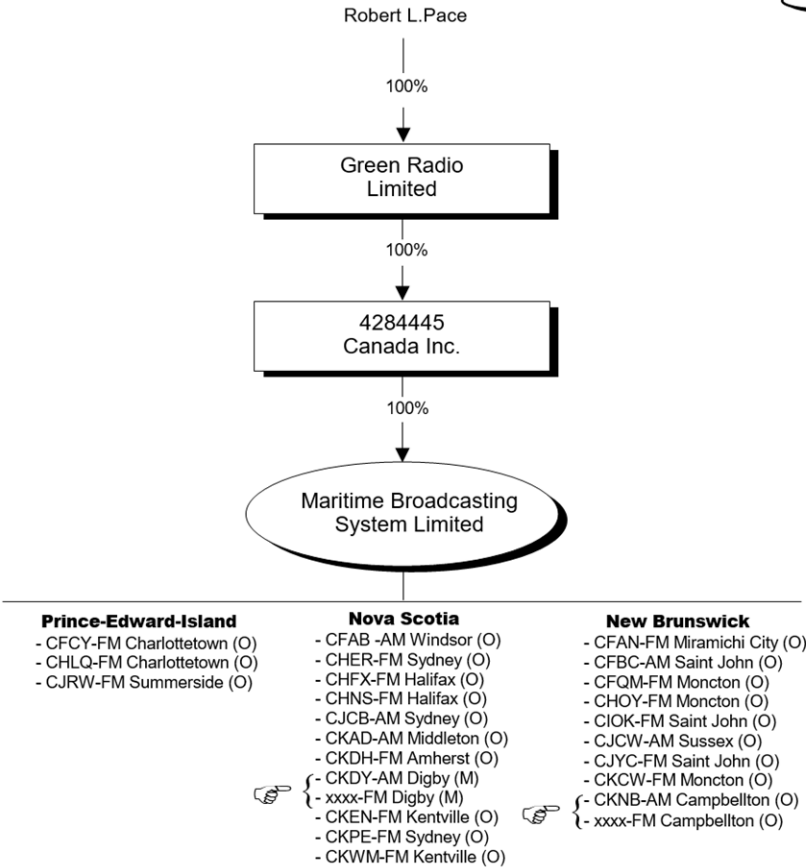 Robert L.Pace
100%
Green Radio
Limited
100%
4284445
Canada Inc.
100%
Maritime Broadcasting
System Limited
Prince-Edward-Island
- CFCY-FM Charlottetown (O)
- CHLQ-FM Charlottetown (O)
- CJRW-FM Summerside (O)
Nova Scotia
- CFAB -AM Windsor (O)
- CHER-FM Sydney (O)
- CHFX-FM Halifax (O)
- CHNS-FM Halifax (O)
- CJCB-AM Sydney (O)
- CKAD-AM Middleton (O)
- CKDH-FM Amherst (O)
- CKDY-AM Digby (M)
- xxxx-FM Digby (M)
- CKEN-FM Kentville (O)
- CKPE-FM Sydney (O)
- CKWM-FM Kentville (O)
New Brunswick
- CFAN-FM Miramichi City (O)
- CFBC-AM Saint John (O)
- CFQM-FM Moncton (O)
- CHOY-FM Moncton (O)
- CIOK-FM Saint John (O)
- CJCW-AM Sussex (O)
- CJYC-FM Saint John (O)
- CKCW-FM Moncton (O)
- CKNB-AM Campbellton (O)
- xxxx-FM Campbellton (O)